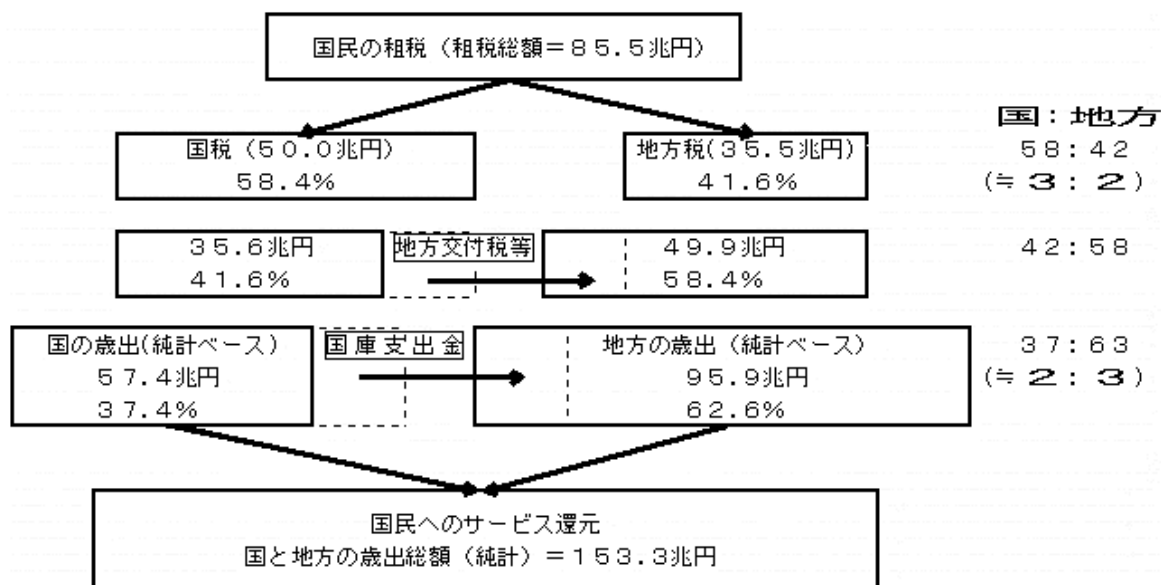 国民の租税（租税総額＝８５.５兆円）
国：地方
国税（５０.０兆円）
５８.４%
地方税(３５.５兆円)
４１.６%
５８：４２
(≒３：２)
３５.６兆円
４１.６%
地方交付税等
４９.９兆円
５８.４%
４２：５８
国の歳出(純計ベース)
５７.４兆円
３７.４%
国庫支出金
地方の歳出（純計ベース）
９５.９兆円
６２.６%
３７：６３
(≒２：３)
国民へのサービス還元
国と地方の歳出総額（純計）＝１５３.３兆円